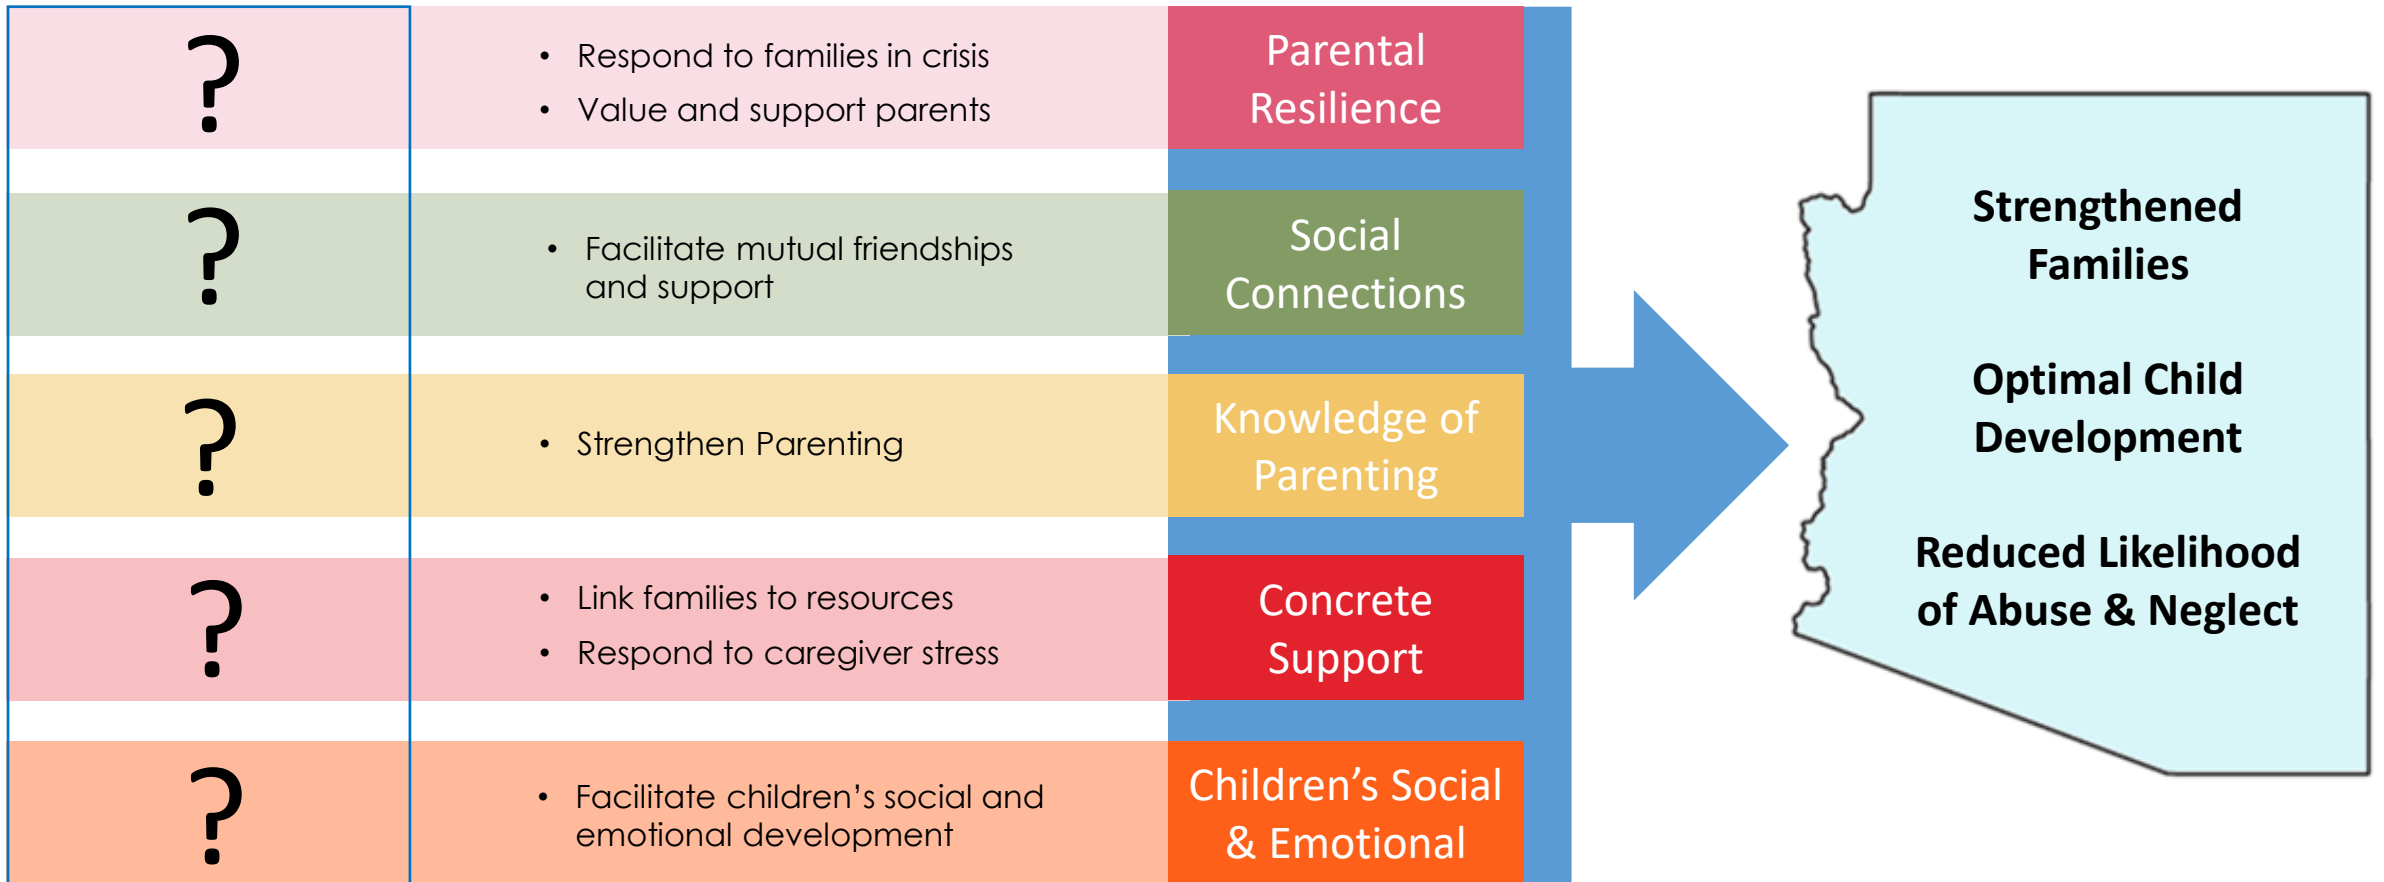 ?
• Respond to families in crisis
• Value and support parents
Parental
Resilience
?
• Facilitate mutual friendships
and support
Social
Connections
?
• Strengthen Parenting
Knowledge of
Parenting
?
• Link families to resources
• Respond to caregiver stress
Concrete
Support
?
• Facilitate children’s social and
emotional development
Children’s Social
& Emotional
Strengthened
Families
Optimal Child
Development
Reduced Likelihood
of Abuse & Neglect